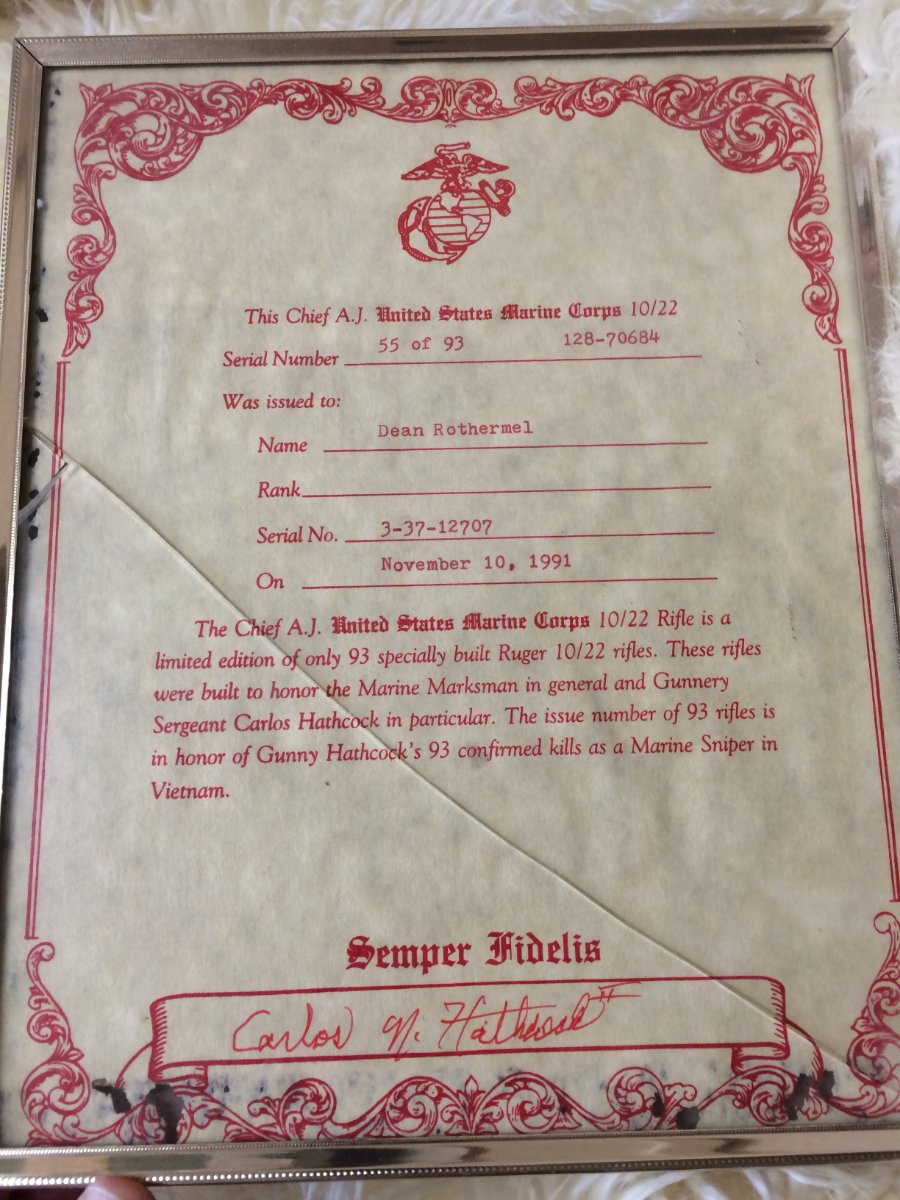 This Chief A.J. United States Marine Corps 10/22
Serial Number 55 of 93 128-70684
Was issued to:
Name Dean Rothermel
Rank
Serial No. 3-37-12707
On November 10, 1991
The Chief A.J. United States Marine Corps 10/22 Rifle is a
limited edition of only 93 specially built Ruger 10/22 rifles. These rifles
were built to honor the Marine Marksman in general and Gunnery
Sergeant Carlos Hathcock in particular. The issue number of 93 rifles is
in honor of Gunny Hathcock's 93 confirmed kills as a Marine Sniper in
Vietnam.
Semper Fidelis
Carlos N. Hathcock II